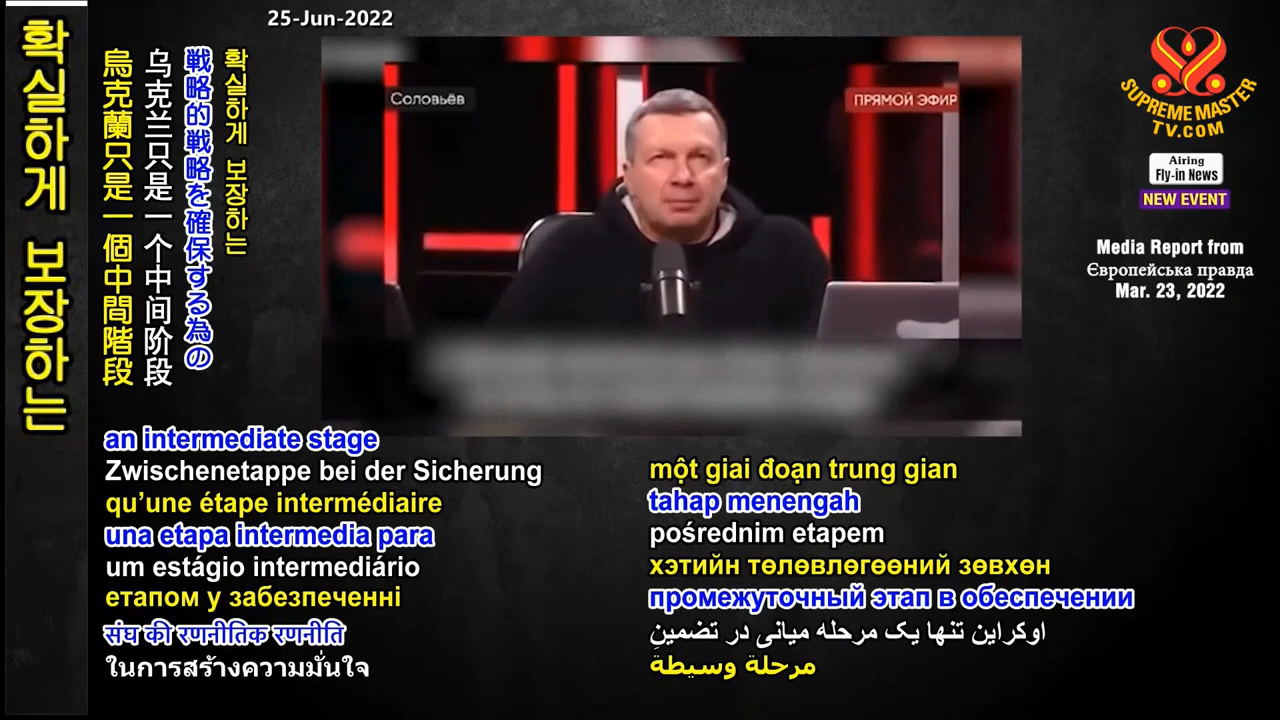 25-Jun-2022
확실하게 보장하는
烏克蘭只是一個中間階段
乌克兰只是一个中间阶段
戦略的戦略を確保する為の
확실하게 보장하는
Соловьёв
ПРЯМОЙ ЭФИР
SUPREME MASTER
TV.COM
Airing
Fly-in News
NEW EVENT
Media Report from
Європейська правда
Mar. 23, 2022
an intermediate stage
Zwischenetappe bei der Sicherung
qu’une étape intermédiaire
una etapa intermedia para
um estágio intermediário
етапом у забезпеченні
संघ की रणनीतिक रणनीति
ในการสร้างความมั่นใจ
một giai đoạn trung gian
tahap menengah
pośrednim etapem
хэтийн төлөвлөгөөний зөвхөн
промежуточный этап в обеспечении
اوکراین تنها یک مرحله میانی در تضمینِ
مرحلة وسيطة